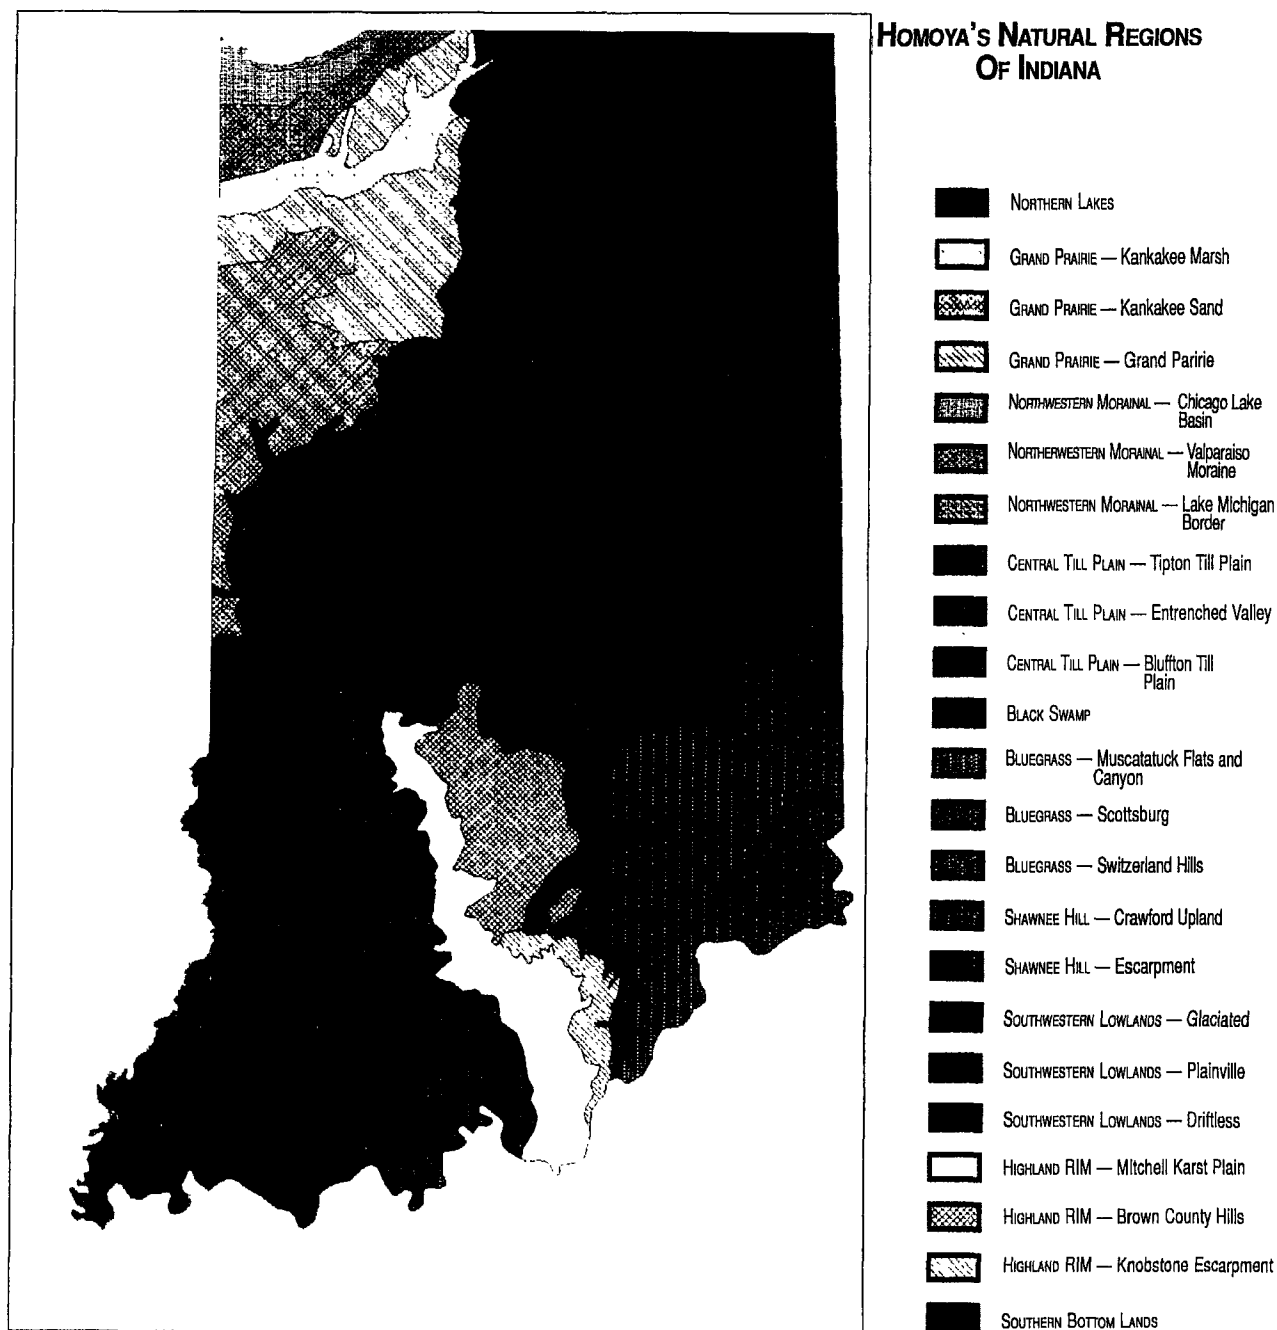 HOMOYA'S NATURAL REGIONS
OF INDIANA
NORTHERN LAKES
GRAND PRAIRIE — Kankakee Marsh
GRAND PRAIRIE — Kankakee Sand
GRAND PRAIRIE — Grand Paririe
NORTHWESTERN MORAINAL — Chicago Lake
Basin
NORTHERWESTERN MORAINAL — Valparaiso
Moraine
NORTHWESTERN MORAINAL — Lake Michigan
Border
CENTRAL TILL PLAIN — Tipton Till Plain
CENTRAL TILL PLAIN — Entrenched Valley
CENTRAL TILL PLAIN — Bluffton Till
Plain
BLACK SWAMP
BLUEGRASS — Muscatatuck Flats and
Canyon
BLUEGRASS — Scottsburg
BLUEGRASS — Switzerland Hills
SHAWNEE HILL — Crawford Upland
SHAWNEE HILL — Escarpment
SOUTHWESTERN LOWLANDS — Glaciated
SOUTHWESTERN LOWLANDS — Plainville
SOUTHWESTERN LOWLANDS — Driftless
HIGHLAND RIM — Mitchell Karst Plain
HIGHLAND RIM — Brown County Hills
HIGHLAND RIM — Knobstone Escarpment
SOUTHERN BOTTOM LANDS